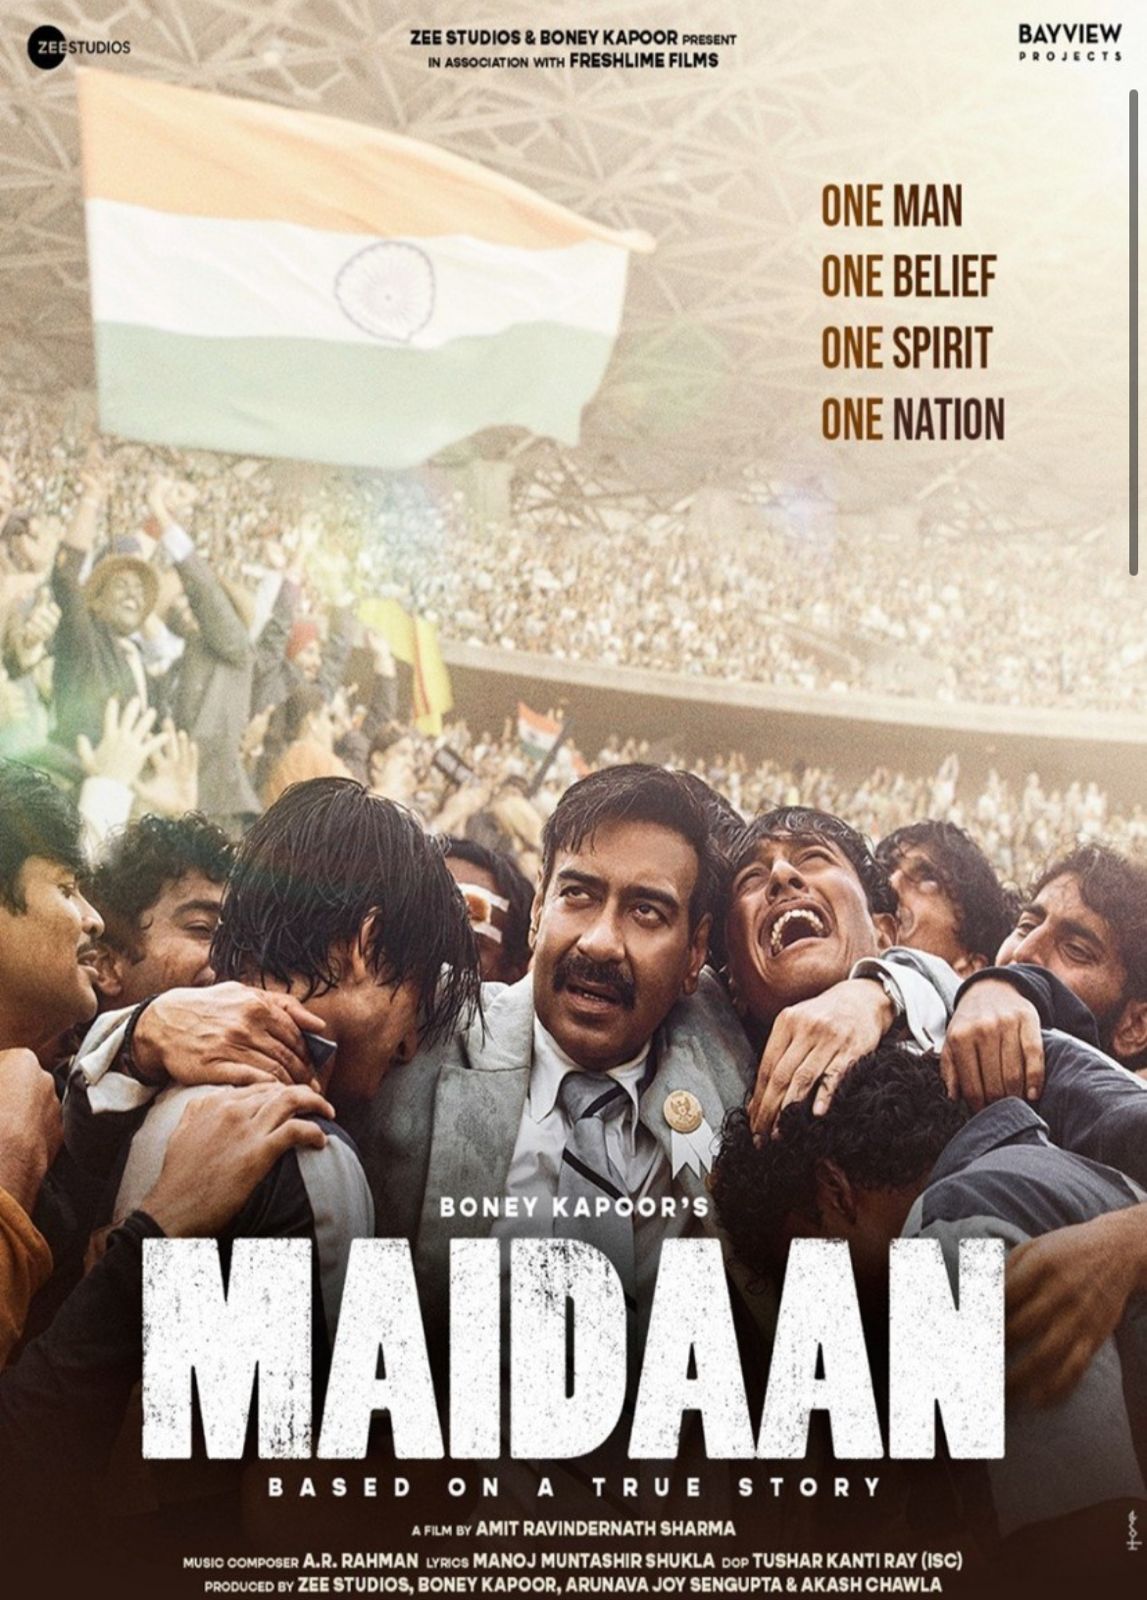 ZEE STUDIOS
ZEE STUDIOS & BONEY KAPOOR PRESENT
IN ASSOCIATION WITH FRESHLIME FILMS
BAYVIEW
PROJECTS
ONE MAN
ONE BELIEF
ONE SPIRIT
ONE NATION
BONEY KAPOOR'S
MAIDAAN
BASED ON A TRUE STORY
A FILM BY AMIT RAVINDERNATH SHARMA
MUSIC COMPOSER A.R. RAHMAN LYRICS MANOJ MUNTASHIR SHUKLA DOP TUSHAR KANTI RAY (ISC)
PRODUCED BY ZEE STUDIOS, BONEY KAPOOR, ARUNAVA JOY SENGUPTA & AKASH CHAWLA